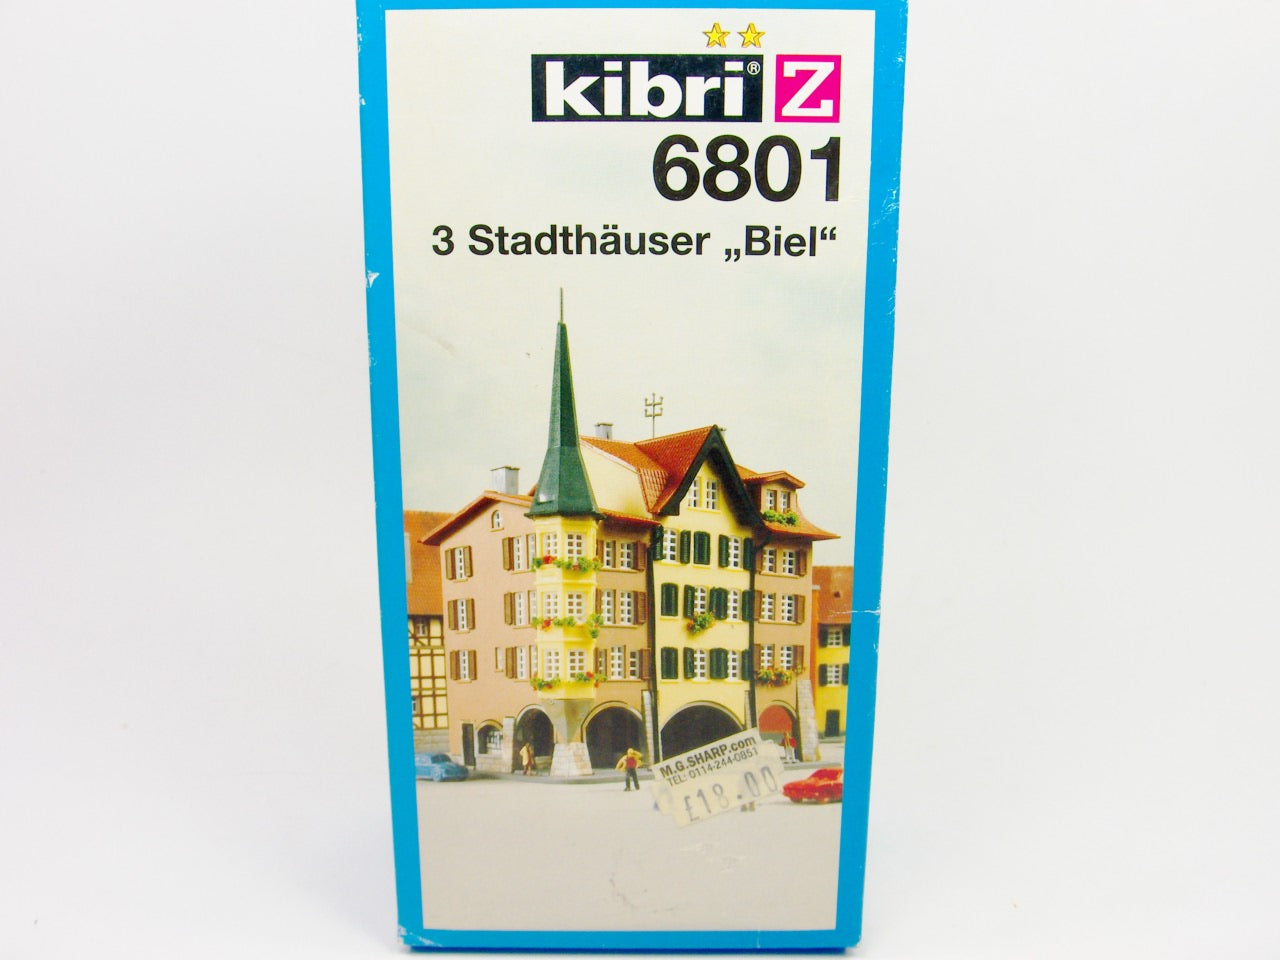 kibri® Z
6801
3 Stadthäuser „Biel“
M.G.SHARP.com
TEL: 0114-244-0851
£18.00